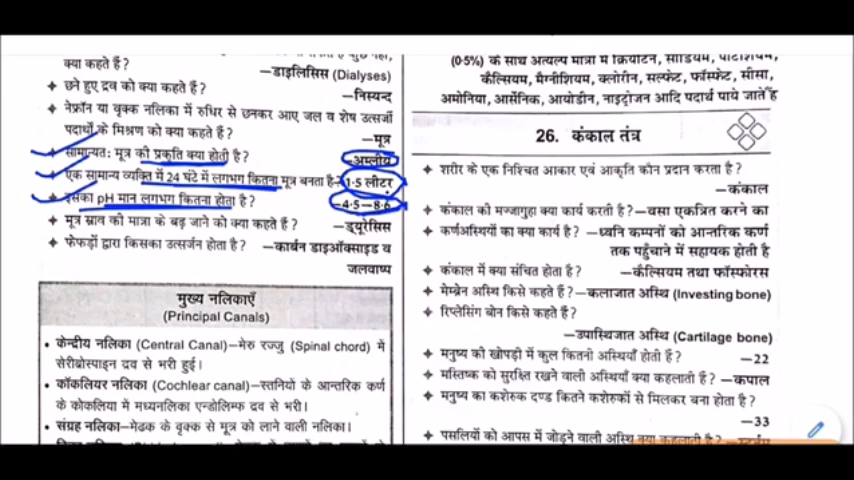 क्या कहते हैं?
—डाइलिसिस (Dialyses)
छने हुए द्रव को क्या कहते हैं?
—निस्यन्द
नेफ्रॉन या वृक्क नलिका में रुधिर से छनकर आए जल व शेष उत्सर्जी
पदार्थों के मिश्रण को क्या कहते हैं?
—मूत्र
सामान्यतः मूत्र की प्रकृति क्या होती है?
—अम्लीय
एक सामान्य व्यक्ति में 24 घंटे में लगभग कितना मूत्र बनता है—1·5 लीटर
इसका pH मान लगभग कितना होता है?
—4·5—8·6
मूत्र स्राव की मात्रा के बढ़ जाने को क्या कहते हैं?
—ड्यूरेसिस
फेफड़ों द्वारा किसका उत्सर्जन होता है? —कार्बन डाइऑक्साइड व
जलवाष्प
मुख्य नलिकाएँ
(Principal Canals)
• केन्द्रीय नलिका (Central Canal)—मेरु रज्जु (Spinal chord) में
सेरीब्रोस्पाइन द्रव से भरी हुई।
• कॉकलियर नलिका (Cochlear canal)—स्तनियों के आन्तरिक कर्ण
के कोकलिया में मध्यनलिका एन्डोलिम्फ द्रव से भरी।
• संग्रह नलिका—मेढक के वृक्क से मूत्र को लाने वाली नलिका।
(0·5%) के साथ अत्यल्प मात्रा में क्रियेटिन, सोडियम, पोटैशियम,
कैल्सियम, मैग्नीशियम, क्लोरीन, सल्फेट, फॉस्फेट, सीसा,
अमोनिया, आर्सेनिक, आयोडीन, नाइट्रोजन आदि पदार्थ पाये जाते हैं
26. कंकाल तंत्र
शरीर के एक निश्चित आकार एवं आकृति कौन प्रदान करता है?
—कंकाल
कंकाल की मज्जागुहा क्या कार्य करती है? —वसा एकत्रित करने का
कर्णअस्थियों का क्या कार्य है? —ध्वनि कम्पनों को आन्तरिक कर्ण
तक पहुँचाने में सहायक होती है
कंकाल में क्या संचित होता है? —कैल्सियम तथा फॉस्फोरस
मेम्ब्रेन अस्थि किसे कहते हैं? —कलाजात अस्थि (Investing bone)
रिप्लेसिंग बोन किसे कहते हैं?
—उपास्थिजात अस्थि (Cartilage bone)
मनुष्य की खोपड़ी में कुल कितनी अस्थियाँ होती हैं? —22
मस्तिष्क को सुरक्षित रखने वाली अस्थियाँ क्या कहलाती हैं? —कपाल
मनुष्य का कशेरुक दण्ड कितने कशेरुकों से मिलकर बना होता है?
—33
पसलियों को आपस में जोड़ने वाली अस्थि क्या कहलाती है?